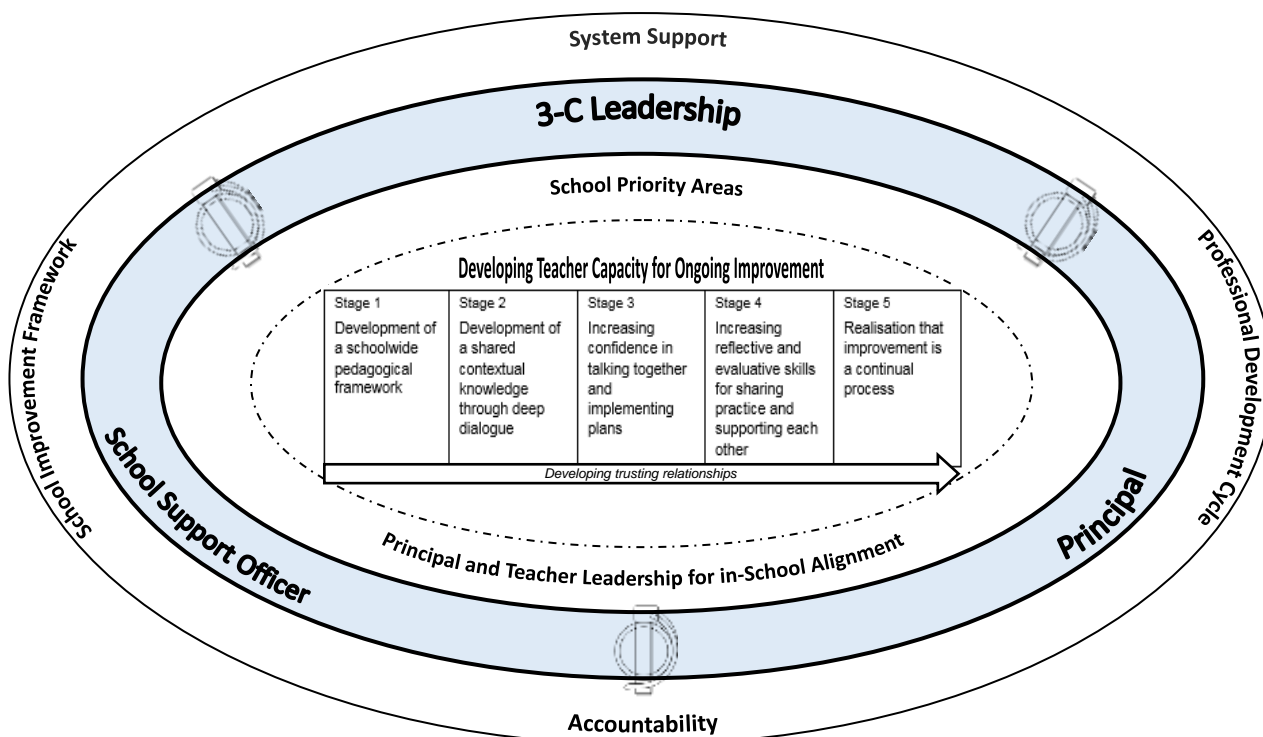 System Support
3-C Leadership
School Priority Areas
School Improvement Framework
Professional Development Cycle
Developing Teacher Capacity for Ongoing Improvement
Stage 1
Development of
a schoolwide
pedagogical
framework
Stage 2
Development of
a shared
contextual
knowledge
through deep
dialogue
Stage 3
Increasing
confidence in
talking together
and
implementing
plans
Stage 4
Increasing
reflective and
evaluative skills
for sharing
practice and
supporting each
other
Stage 5
Realisation that
improvement is
a continual
process
Developing trusting relationships
School Support Officer
Principal
Principal and Teacher Leadership for in-School Alignment
Accountability